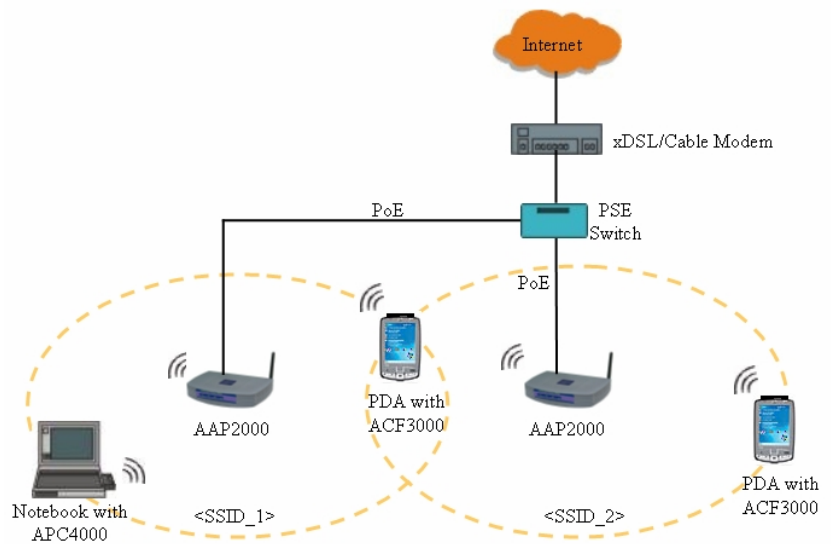 Internet
xDSL/Cable Modem
PoE
PSE
Switch
PoE
PDA with
ACF3000
AAP2000
AAP2000
PDA with
ACF3000
Notebook with
APC4000
<SSID_1>
<SSID_2>